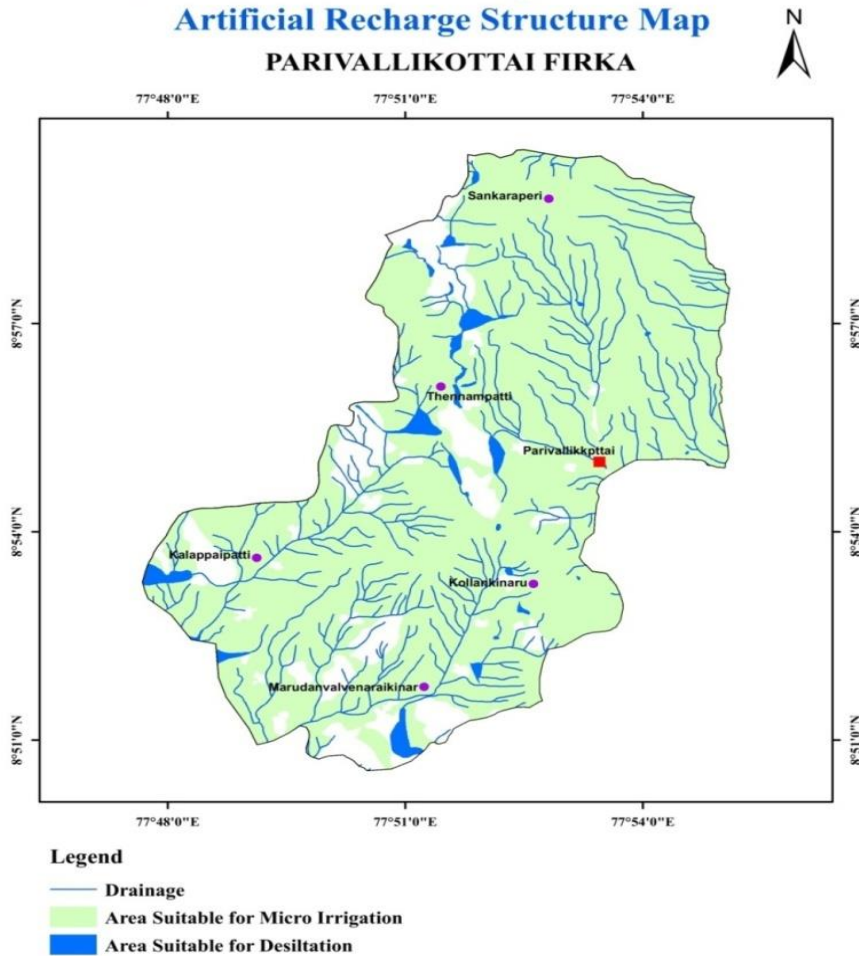 Artificial Recharge Structure Map
N
PARIVALLIKOTTAI FIRKA
77°48'0"E 77°51'0"E 77°54'0"E
Sankaraperi
8°57'0"N 8°57'0"N
Thennampatti
Parivallikkpttai
8°54'0"N 8°54'0"N
Kalappaipatti
Kollankinaru
Marudanvalvenaraikinar
8°51'0"N 8°51'0"N
77°48'0"E 77°51'0"E 77°54'0"E
Legend
Drainage
Area Suitable for Micro Irrigation
Area Suitable for Desiltation